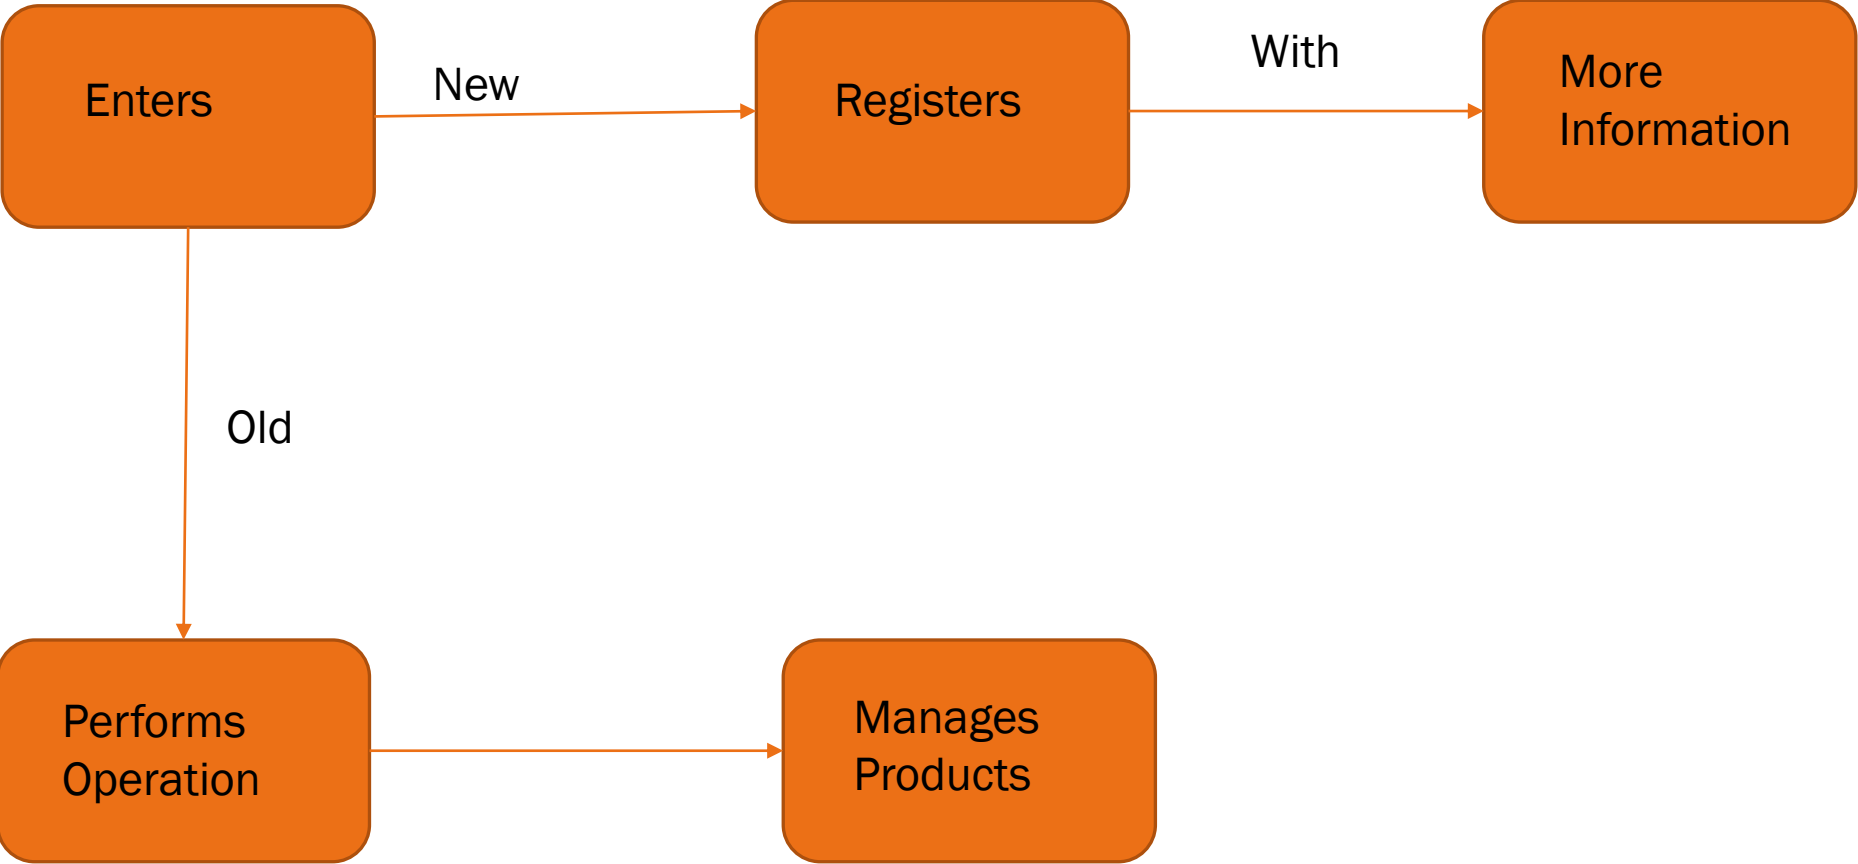 Enters
New
Registers
With
More
Information
Old
Performs
Operation
Manages
Products